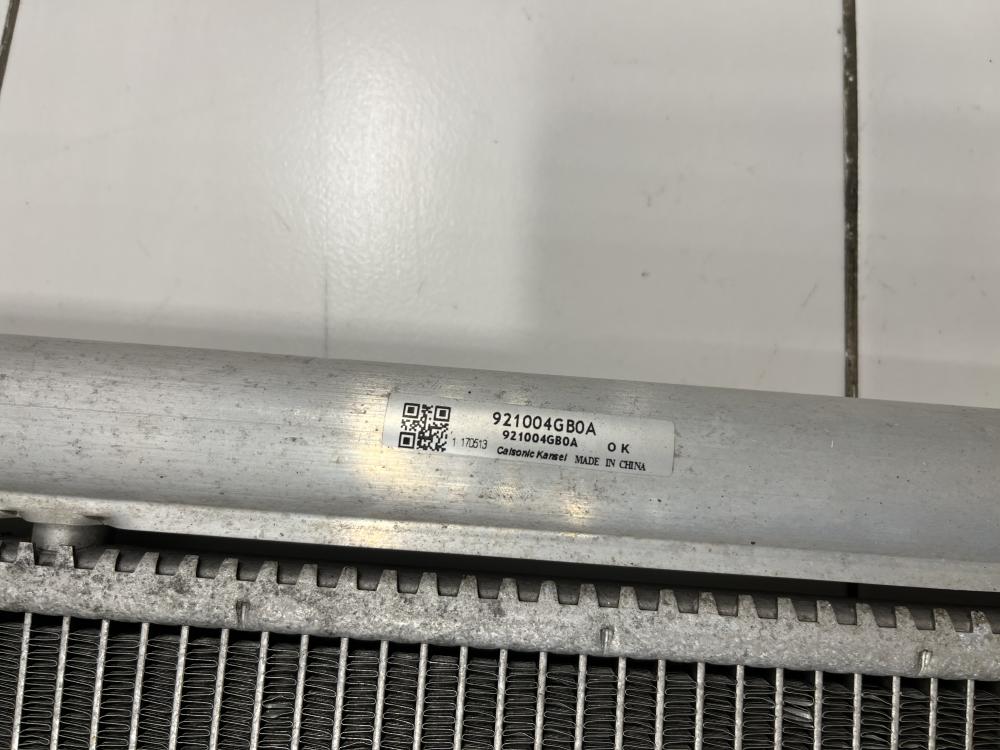 921004GB0A
921004GB0A OK
1 170513
Calsonic Kansei MADE IN CHINA